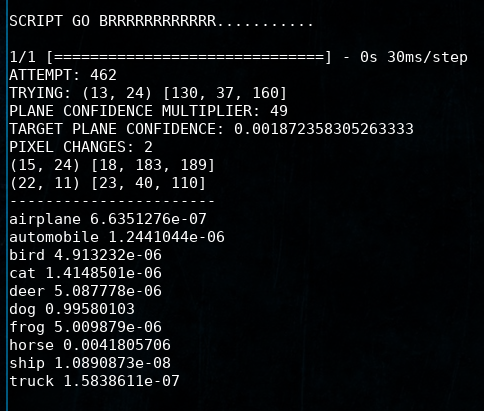 SCRIPT GO BRRRRRRRRRRRR...........
1/1 [==============================] - 0s 30ms/step
ATTEMPT: 462
TRYING: (13, 24) [130, 37, 160]
PLANE CONFIDENCE MULTIPLIER: 49
TARGET PLANE CONFIDENCE: 0.001872358305263333
PIXEL CHANGES: 2
(15, 24) [18, 183, 189]
(22, 11) [23, 40, 110]
-----------------------
airplane 6.6351276e-07
automobile 1.2441044e-06
bird 4.913232e-06
cat 1.4148501e-06
deer 5.087778e-06
dog 0.99580103
frog 5.009879e-06
horse 0.0041805706
ship 1.0890873e-08
truck 1.5838611e-07